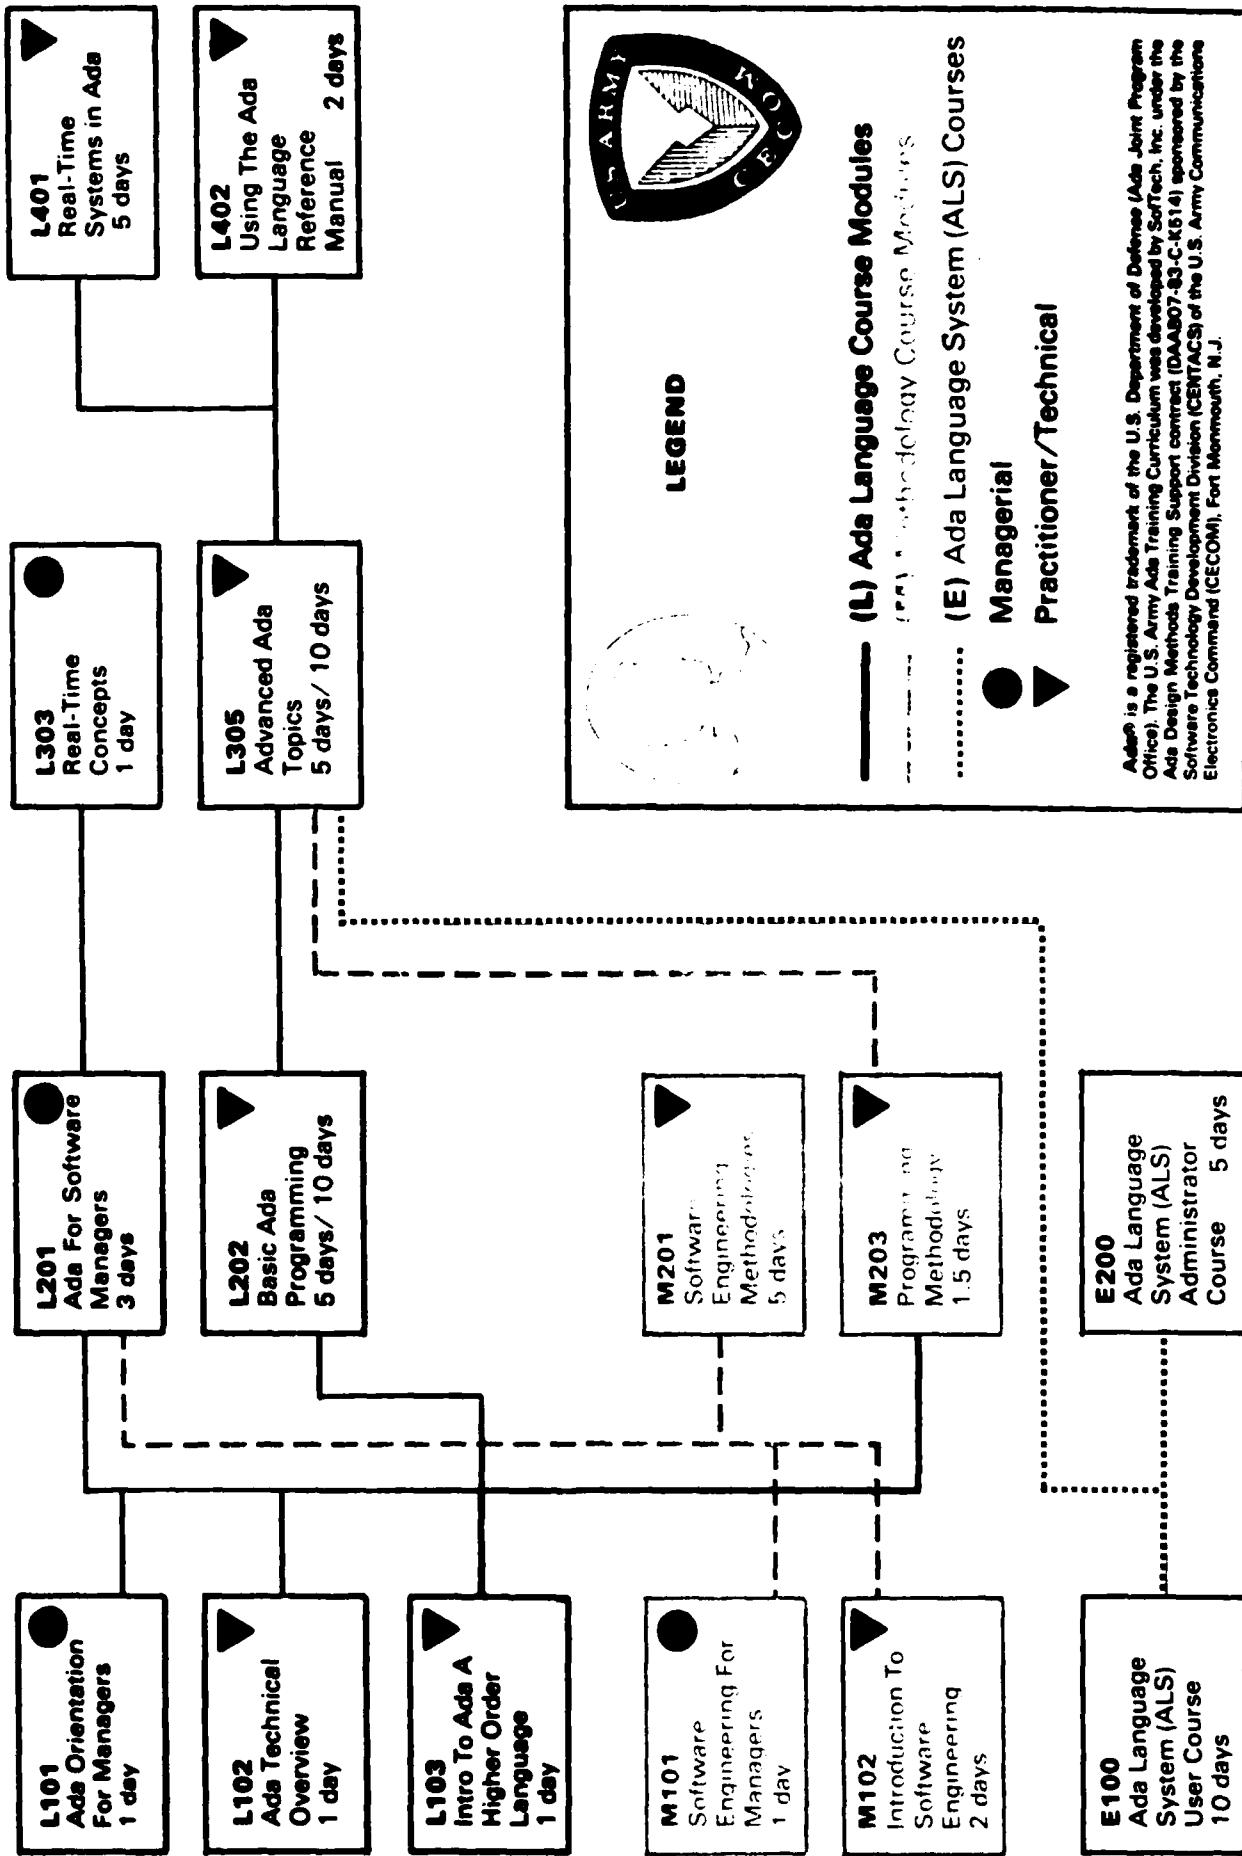 L101
Ada Orientation
For Managers
1 day
L102
Ada Technical
Overview
1 day
L103
Intro To Ada A
Higher Order
Language
1 day
M101
Software
Engineering For
Managers
1 day
M102
Introduction To
Software
Engineering
2 days
E100
Ada Language
System (ALS)
User Course
10 days
L201
Ada For Software
Managers
3 days
L202
Basic Ada
Programming
5 days/ 10 days
M201
Software
Engineering
Methodologies
5 days
M203
Programming
Methodology
1.5 days
E200
Ada Language
System (ALS)
Administrator
Course 5 days
L303
Real-Time
Concepts
1 day
L305
Advanced Ada
Topics
5 days/ 10 days
L401
Real-Time
Systems in Ada
5 days
L402
Using The Ada
Language
Reference
Manual 2 days
US ARMY
CECOM
LEGEND
(L) Ada Language Course Modules
Methodology Course Modules
(E) Ada Language System (ALS) Courses
Managerial
Practitioner/Technical
Ada® is a registered trademark of the U.S. Department of Defense (Ada Joint Program
Office). The U.S. Army Ada Training Curriculum was developed by SofTech, Inc. under the
Ada Design Methods Training Support contract (DAAB07-83-C-K514) sponsored by the
Software Technology Development Division (CENTACS) of the U.S. Army Communications
Electronics Command (CECOM), Fort Monmouth, N.J.